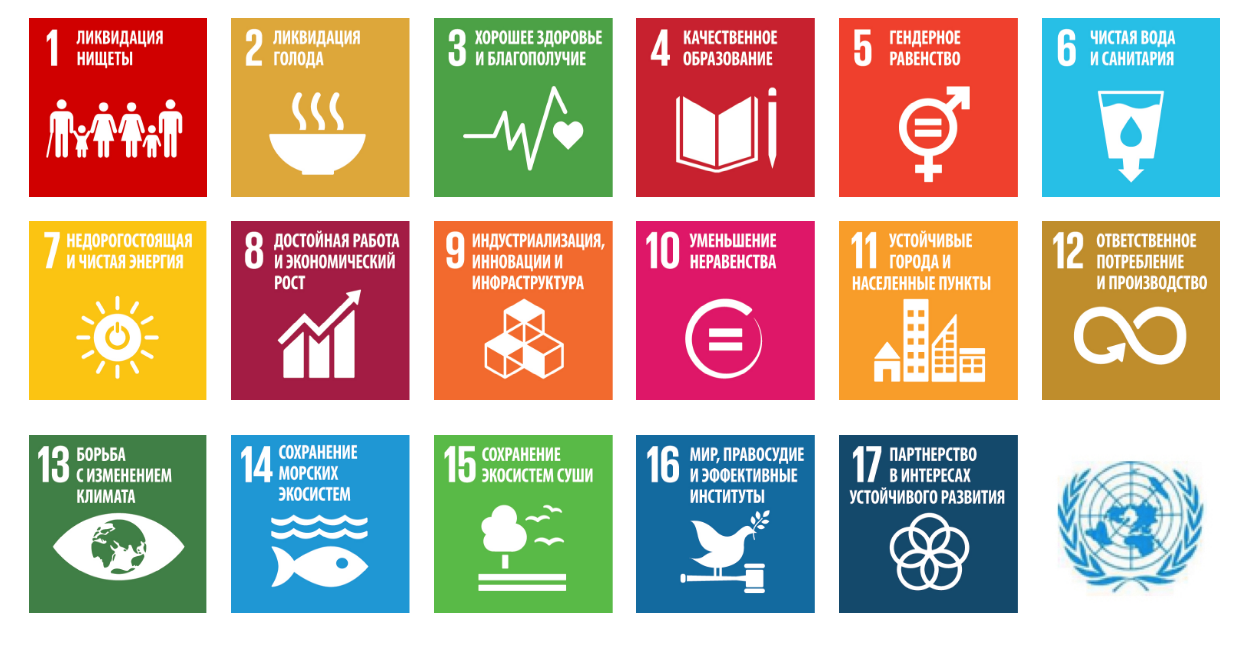 1 ЛИКВИДАЦИЯ
НИЩЕТЫ
2 ЛИКВИДАЦИЯ
ГОЛОДА
3 ХОРОШЕЕ ЗДОРОВЬЕ
И БЛАГОПОЛУЧИЕ
4 КАЧЕСТВЕННОЕ
ОБРАЗОВАНИЕ
5 ГЕНДЕРНОЕ
РАВЕНСТВО
6 ЧИСТАЯ ВОДА
И САНИТАРИЯ
7 НЕДОРОГОСТОЯЩАЯ
И ЧИСТАЯ ЭНЕРГИЯ
8 ДОСТОЙНАЯ РАБОТА
И ЭКОНОМИЧЕСКИЙ
РОСТ
9 ИНДУСТРИАЛИЗАЦИЯ,
ИННОВАЦИИ И
ИНФРАСТРУКТУРА
10 УМЕНЬШЕНИЕ
НЕРАВЕНСТВА
11 УСТОЙЧИВЫЕ
ГОРОДА И
НАСЕЛЕННЫЕ ПУНКТЫ
12 ОТВЕТСТВЕННОЕ
ПОТРЕБЛЕНИЕ
И ПРОИЗВОДСТВО
13 БОРЬБА
С ИЗМЕНЕНИЕМ
КЛИМАТА
14 СОХРАНЕНИЕ
МОРСКИХ
ЭКОСИСТЕМ
15 СОХРАНЕНИЕ
ЭКОСИСТЕМ СУШИ
16 МИР, ПРАВОСУДИЕ
И ЭФФЕКТИВНЫЕ
ИНСТИТУТЫ
17 ПАРТНЕРСТВО
В ИНТЕРЕСАХ
УСТОЙЧИВОГО РАЗВИТИЯ